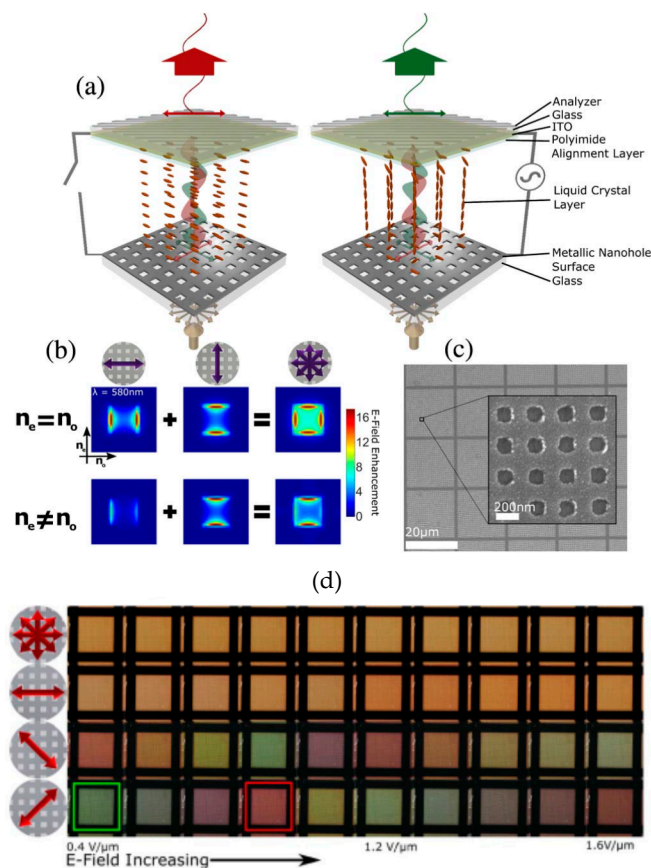 (a)
Analyzer
Glass
ITO
Polyimide
Alignment Layer
Liquid Crystal
Layer
Metallic Nanohole
Surface
Glass
(b)
λ = 580nm
nₑ=nₒ
nₑ
nₒ
+
=
nₑ≠nₒ
+
=
16
12
8
4
0
E-Field Enhancement
(c)
200nm
20μm
(d)
0.4 V/μm
1.2 V/μm
1.6V/μm
E-Field Increasing